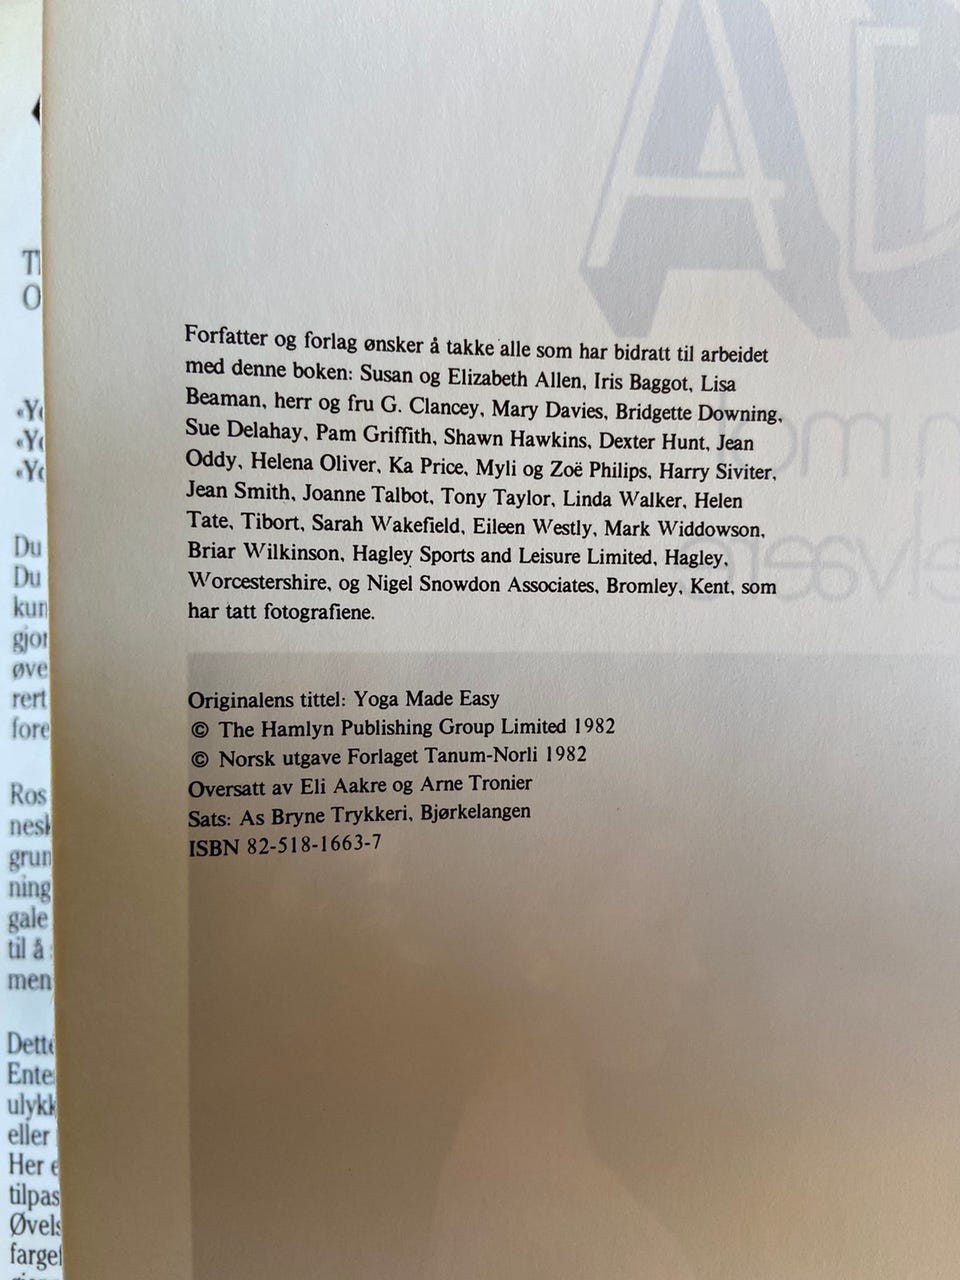 Forfatter og forlag ønsker å takke alle som har bidratt til arbeidet
med denne boken: Susan og Elizabeth Allen, Iris Baggot, Lisa
Beaman, herr og fru G. Clancey, Mary Davies, Bridgette Downing,
Sue Delahay, Pam Griffith, Shawn Hawkins, Dexter Hunt, Jean
Oddy, Helena Oliver, Ka Price, Myli og Zoë Philips, Harry Siviter,
Jean Smith, Joanne Talbot, Tony Taylor, Linda Walker, Helen
Tate, Tibort, Sarah Wakefield, Eileen Westly, Mark Widdowson,
Briar Wilkinson, Hagley Sports and Leisure Limited, Hagley,
Worcestershire, og Nigel Snowdon Associates, Bromley, Kent, som
har tatt fotografiene.
Originalens tittel: Yoga Made Easy
© The Hamlyn Publishing Group Limited 1982
© Norsk utgave Forlaget Tanum-Norli 1982
Oversatt av Eli Aakre og Arne Tronier
Sats: As Bryne Trykkeri, Bjørkelangen
ISBN 82-518-1663-7
Du
Du
til å
eller
Her